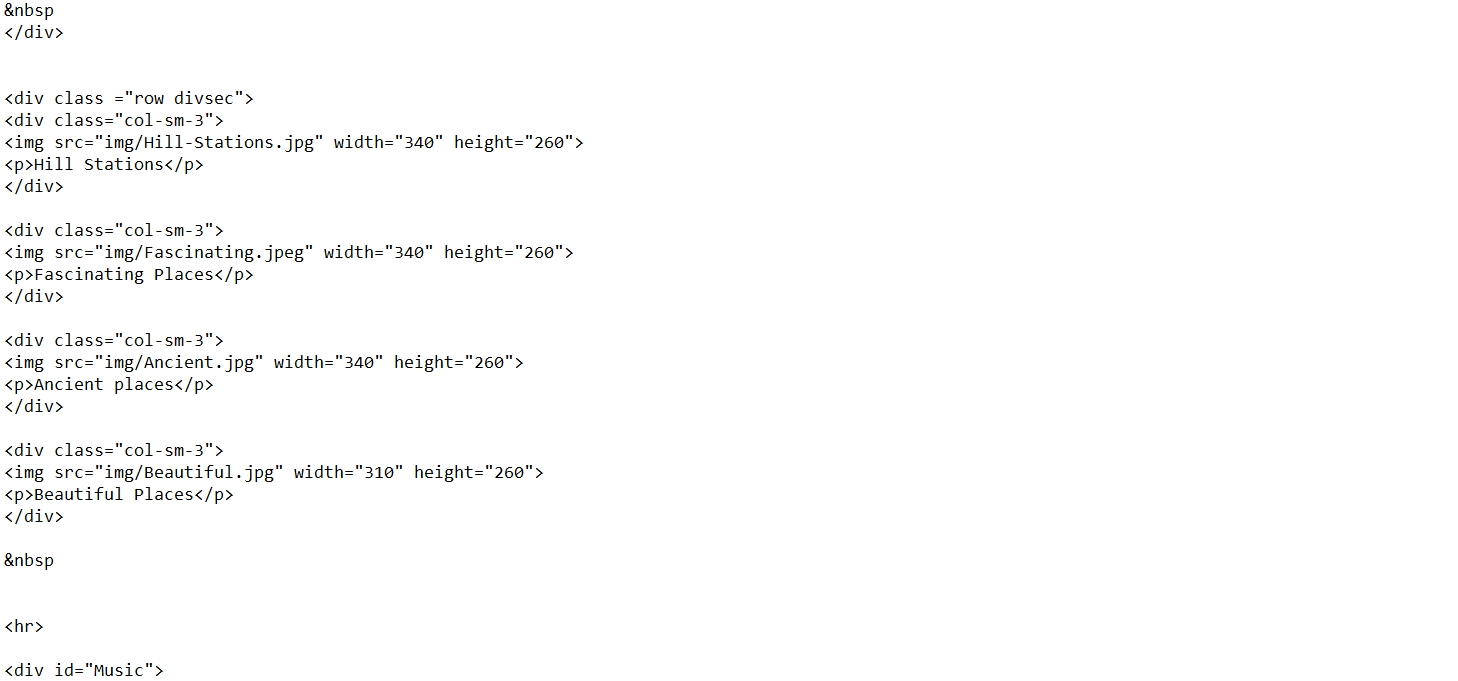 &nbsp
</div>
<div class ="row divsec">
<div class="col-sm-3">
<img src="img/Hill-Stations.jpg" width="340" height="260">
<p>Hill Stations</p>
</div>
<div class="col-sm-3">
<img src="img/Fascinating.jpeg" width="340" height="260">
<p>Fascinating Places</p>
</div>
<div class="col-sm-3">
<img src="img/Ancient.jpg" width="340" height="260">
<p>Ancient places</p>
</div>
<div class="col-sm-3">
<img src="img/Beautiful.jpg" width="310" height="260">
<p>Beautiful Places</p>
</div>
&nbsp
<hr>
<div id="Music">